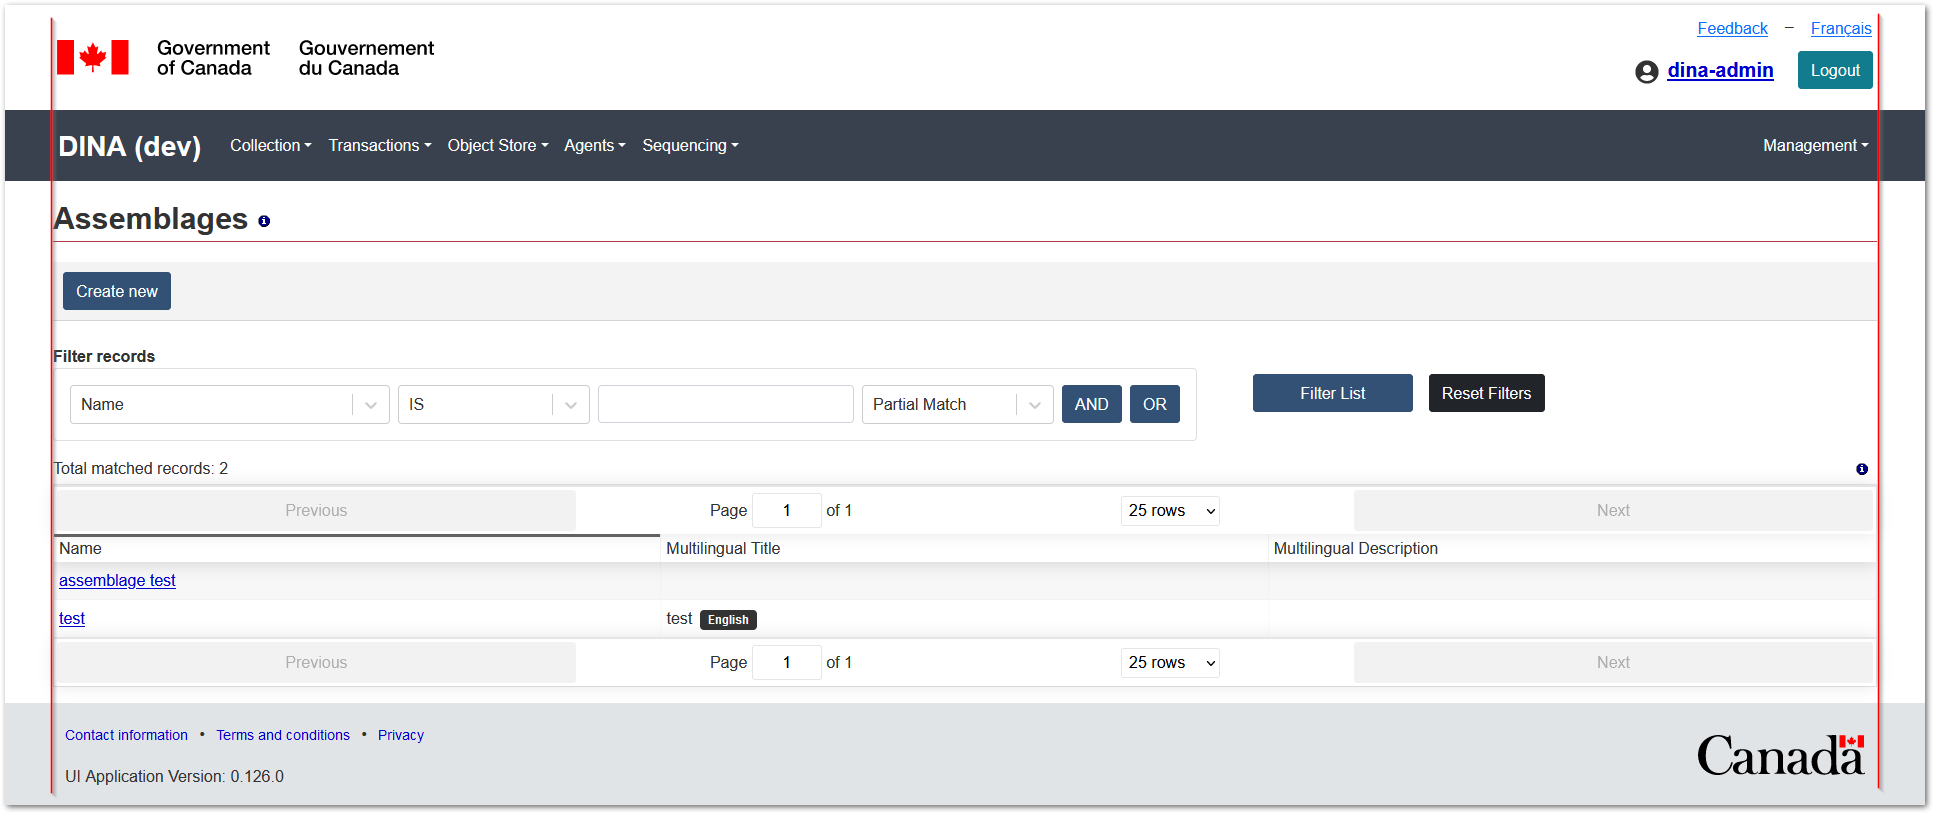 Feedback – Français
Government of Canada
Gouvernement du Canada
dina-admin Logout
DINA (dev) Collection Transactions Object Store Agents Sequencing Management
Assemblages
Create new
Filter records
Name IS Partial Match AND OR Filter List Reset Filters
Total matched records: 2
Previous Page 1 of 1 25 rows Next
Name Multilingual Title Multilingual Description
assemblage test
test test English
Previous Page 1 of 1 25 rows Next
Contact information • Terms and conditions • Privacy
Canada
UI Application Version: 0.126.0